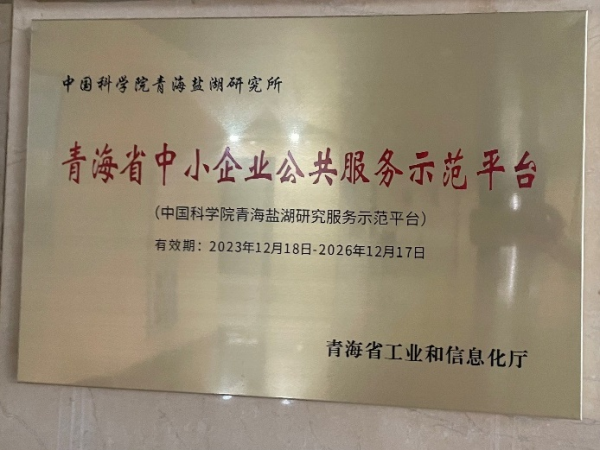 中国科学院青海盐湖研究所
青海省中小企业公共服务示范平台
（中国科学院青海盐湖研究服务示范平台）
有效期：2023年12月18日-2026年12月17日
青海省工业和信息化厅